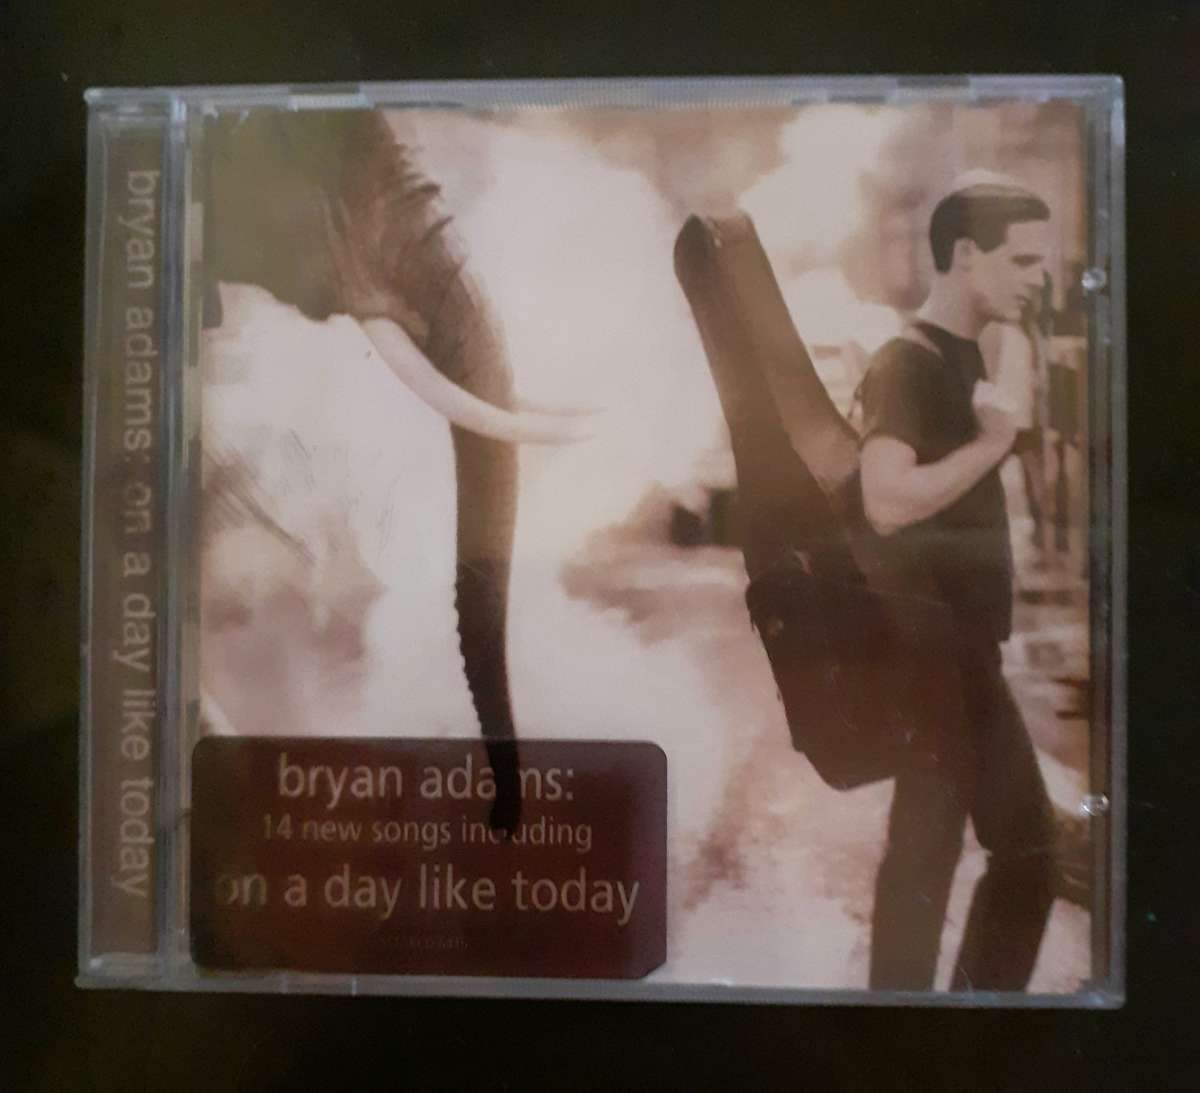 bryan adams: on a day like today
bryan adams:
14 new songs including
on a day like today